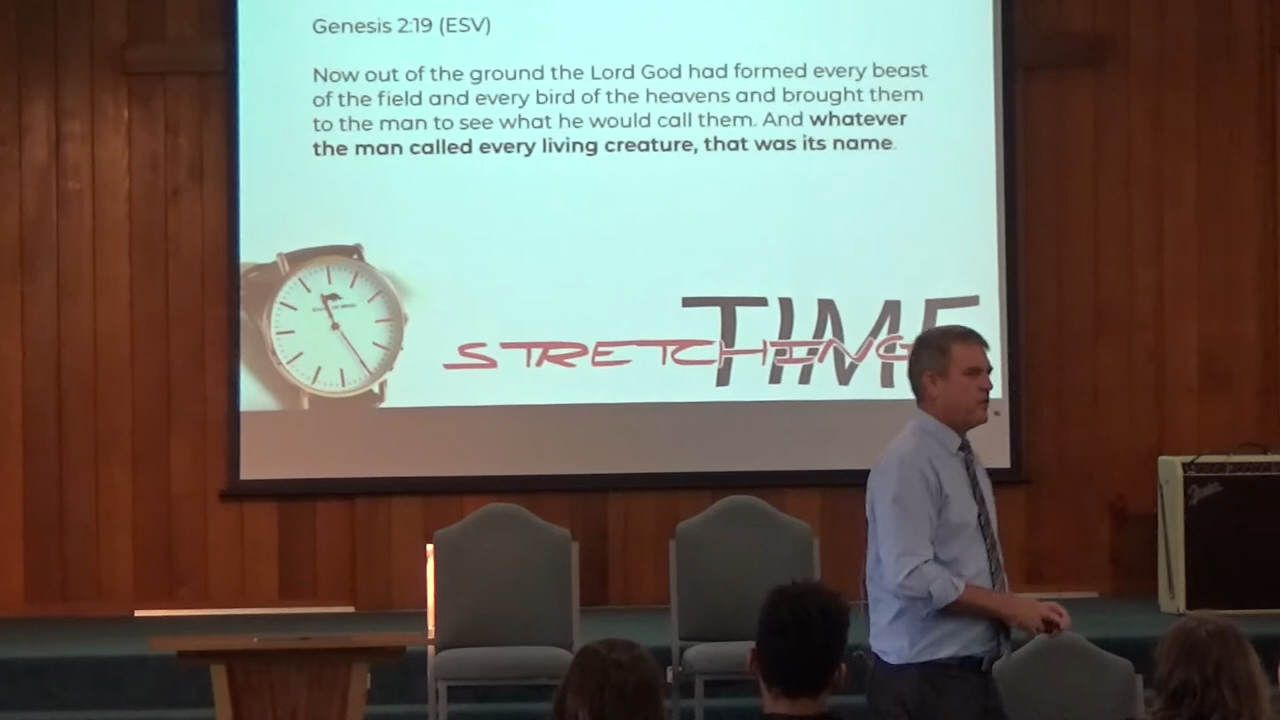 Genesis 2:19 (ESV)
Now out of the ground the Lord God had formed every beast
of the field and every bird of the heavens and brought them
to the man to see what he would call them. And whatever
the man called every living creature, that was its name.
TIME
STRETCHING
Fender